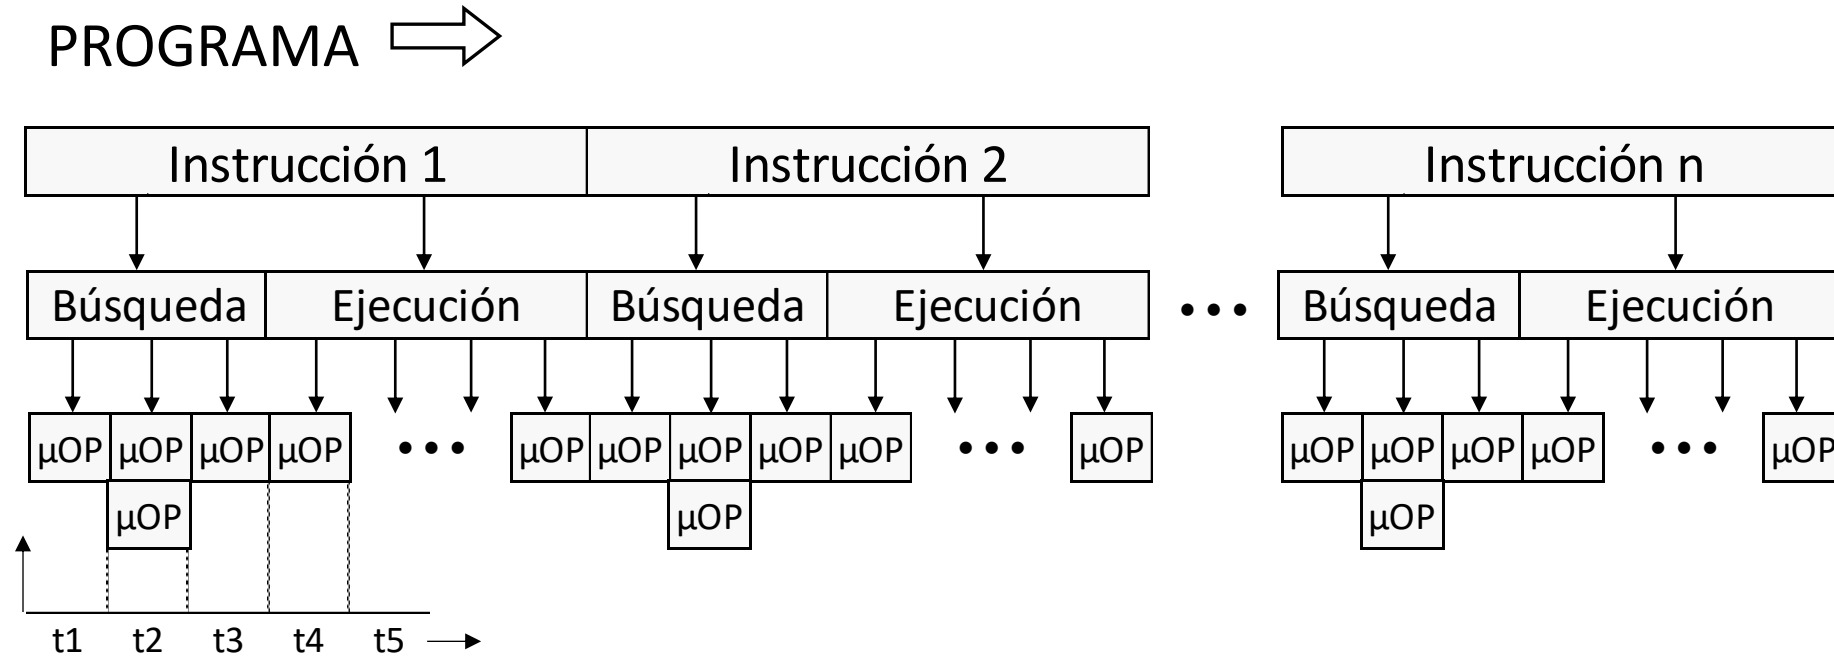 PROGRAMA
Instrucción 1 Instrucción 2 Instrucción n
Búsqueda Ejecución Búsqueda Ejecución ••• Búsqueda Ejecución
µOP µOP µOP µOP ••• µOP µOP µOP µOP µOP ••• µOP µOP µOP µOP µOP ••• µOP
µOP µOP µOP
t1 t2 t3 t4 t5